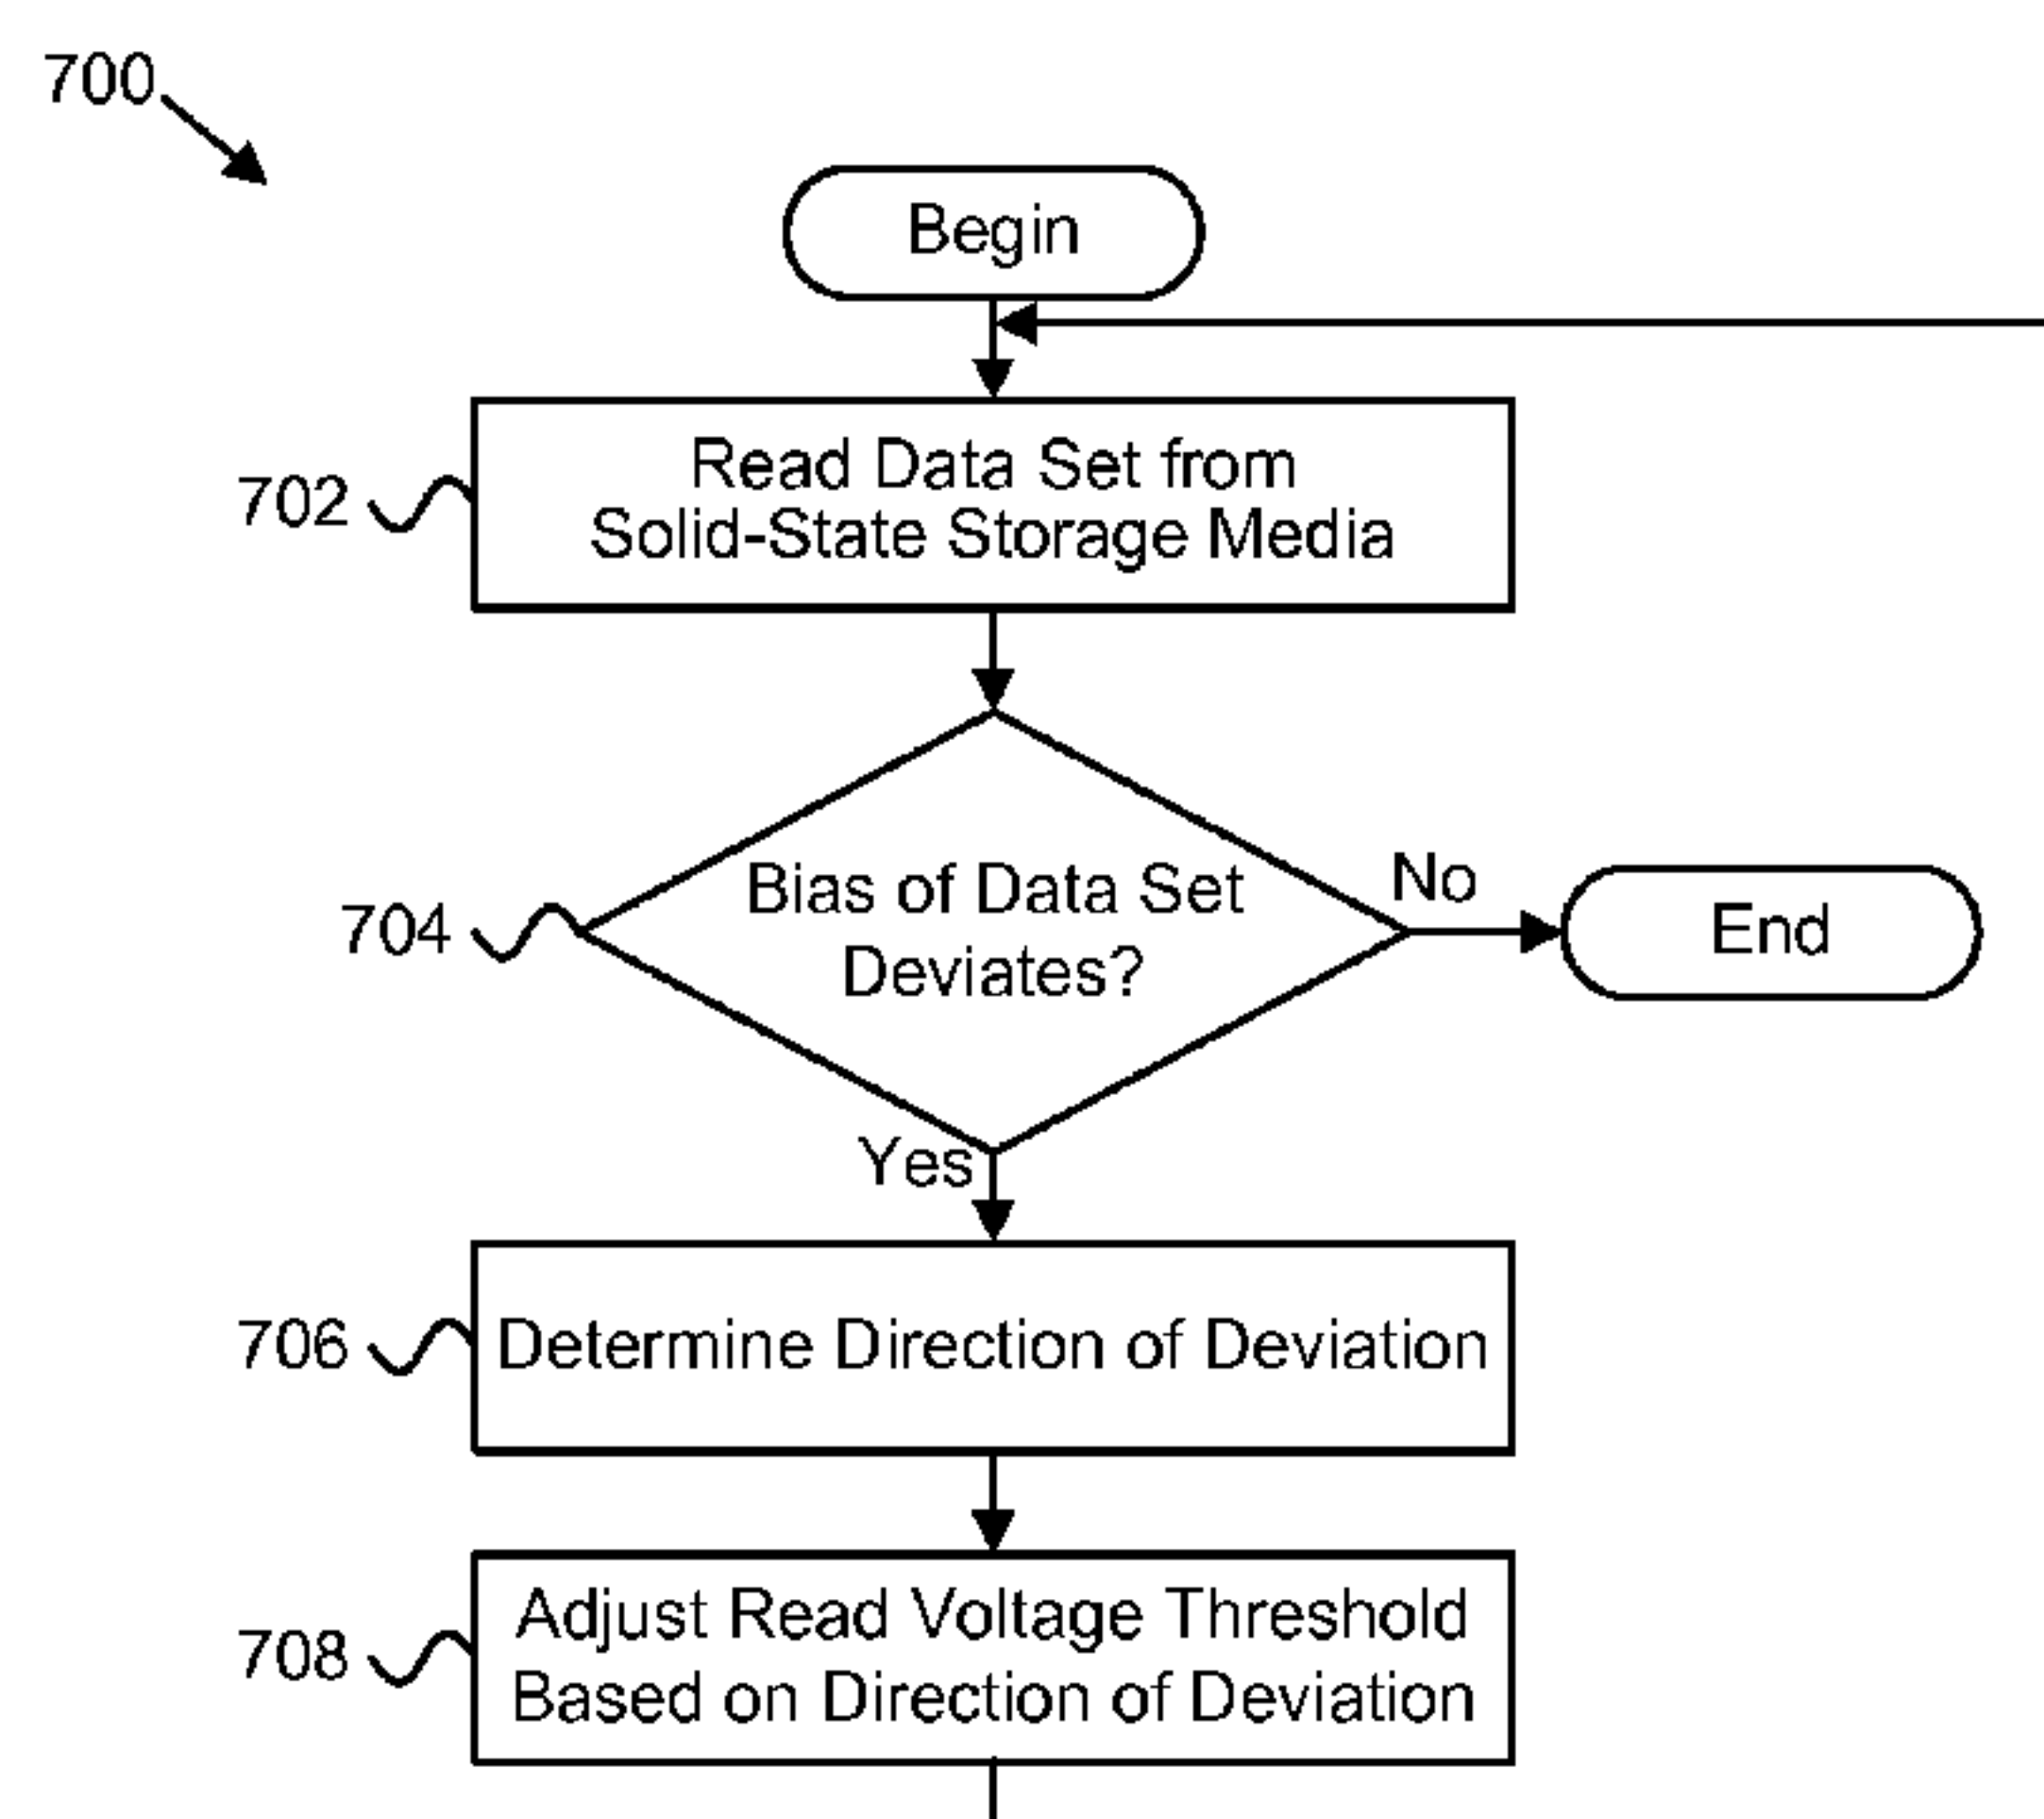 700
Begin
702
Read Data Set from
Solid-State Storage Media
704
Bias of Data Set
Deviates?
No
End
Yes
706
Determine Direction of Deviation
708
Adjust Read Voltage Threshold
Based on Direction of Deviation